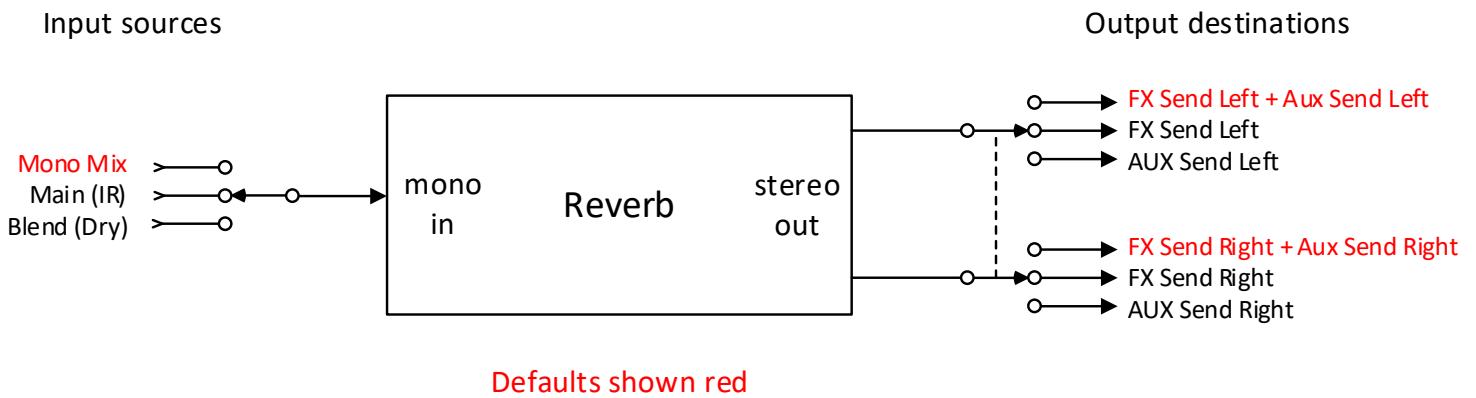 Input sources
Output destinations
Mono Mix
Main (IR)
Blend (Dry)
mono
in
Reverb
stereo
out
FX Send Left + Aux Send Left
FX Send Left
AUX Send Left
FX Send Right + Aux Send Right
FX Send Right
AUX Send Right
Defaults shown red